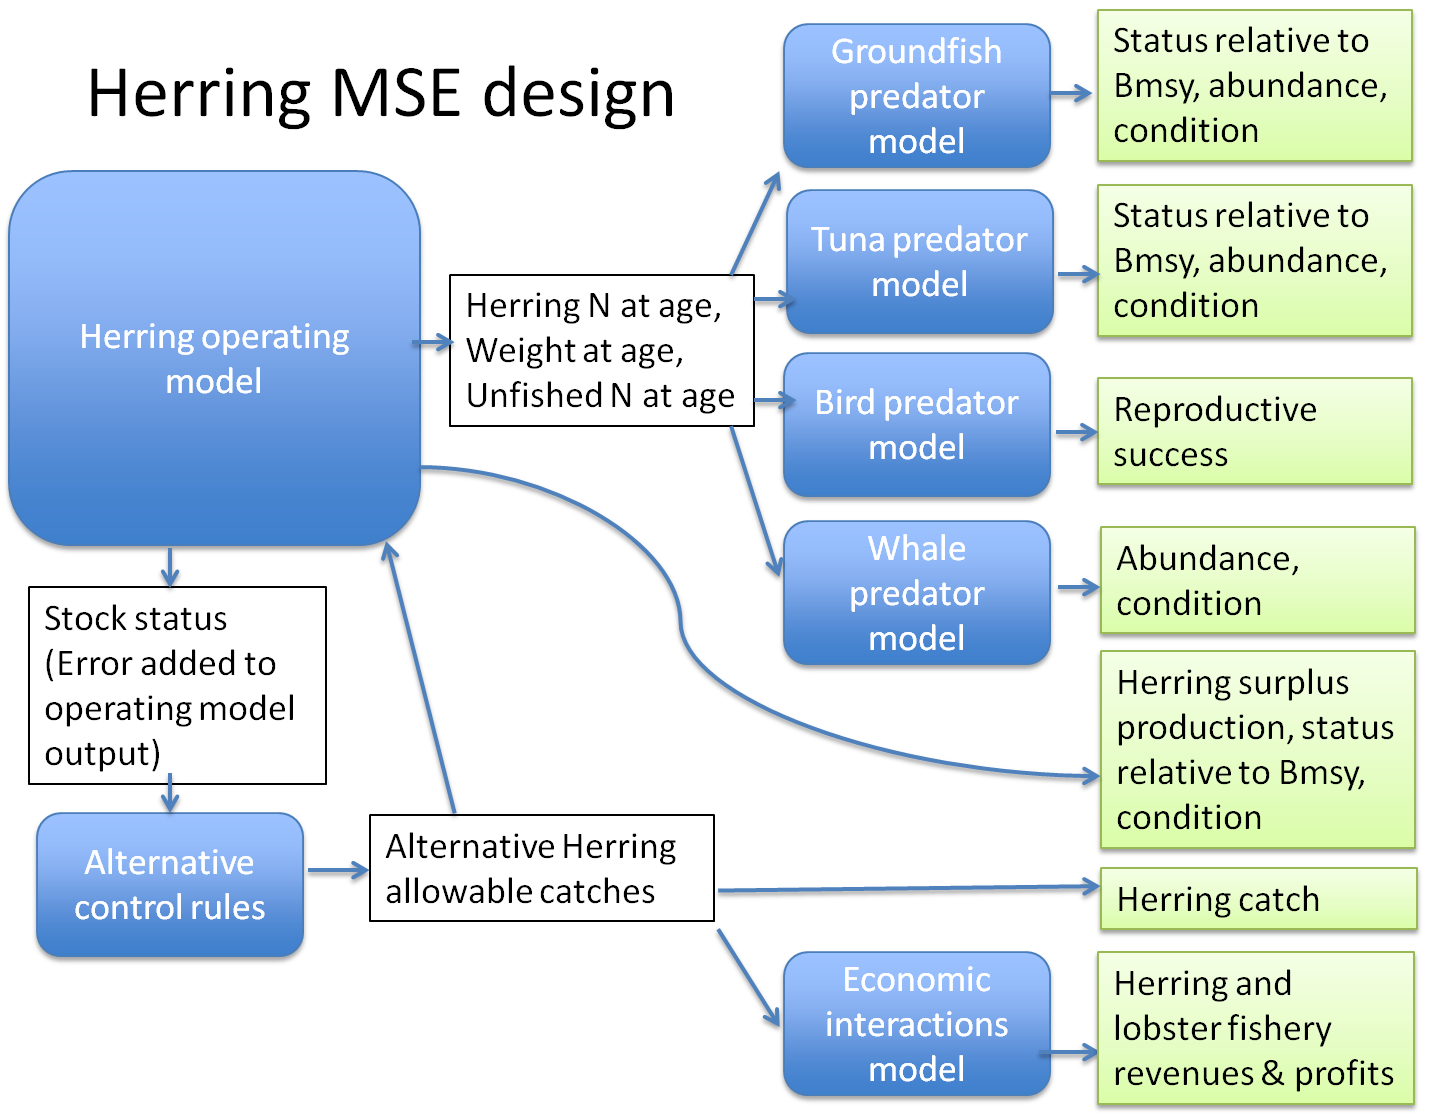 Herring MSE design
Groundfish
predator
model
Status relative to
Bmsy, abundance,
condition
Tuna predator
model
Status relative to
Bmsy, abundance,
condition
Herring operating
model
Herring N at age,
Weight at age,
Unfished N at age
Bird predator
model
Reproductive
success
Whale
predator
model
Abundance,
condition
Stock status
(Error added to
operating model
output)
Herring surplus
production, status
relative to Bmsy,
condition
Alternative
control rules
Alternative Herring
allowable catches
Herring catch
Economic
interactions
model
Herring and
lobster fishery
revenues & profits